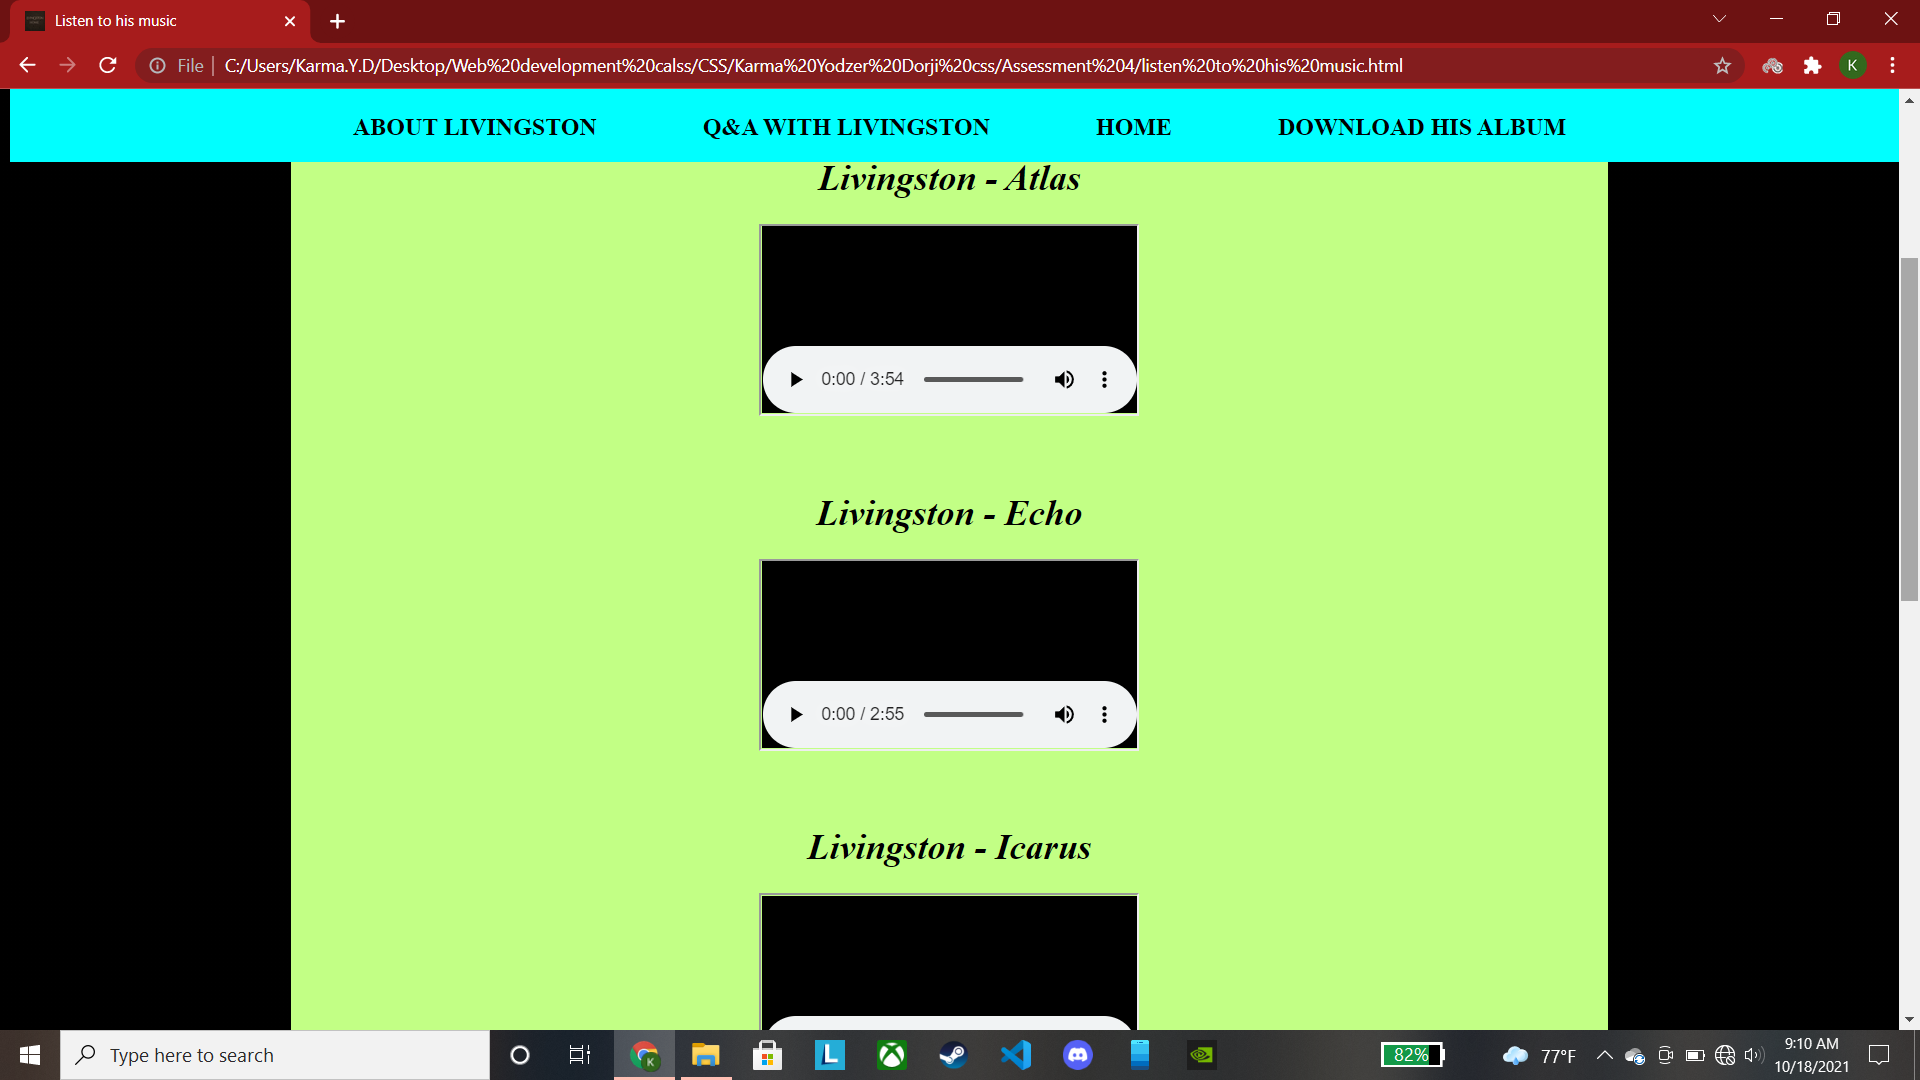 Listen to his music
File
C:/Users/Karma.Y.D/Desktop/Web%20development%20calss/CSS/Karma%20Yodzer%20Dorji%20css/Assessment%204/listen%20to%20his%20music.html
K
ABOUT LIVINGSTON Q&A WITH LIVINGSTON HOME DOWNLOAD HIS ALBUM
Livingston - Atlas
0:00 / 3:54
Livingston - Echo
0:00 / 2:55
Livingston - Icarus
Type here to search
K
L
82%
77°F
9:10 AM
10/18/2021